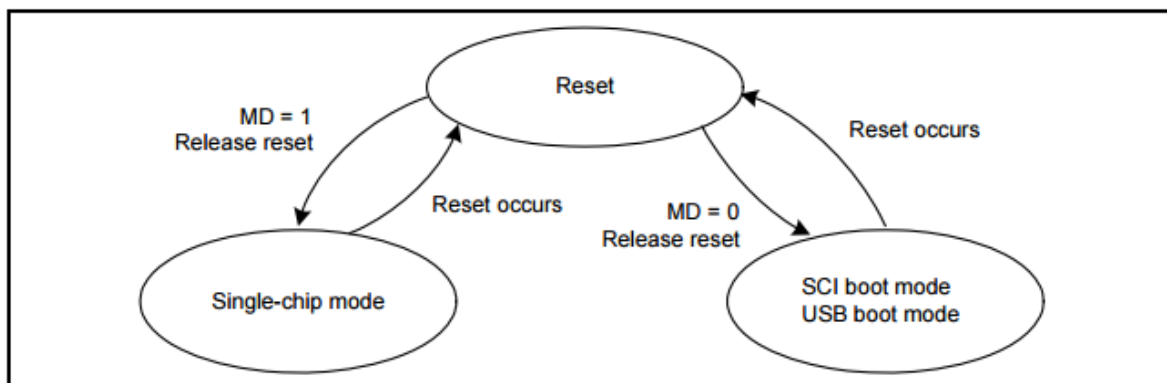 Reset
MD = 1
Release reset
Reset occurs
Reset occurs
MD = 0
Release reset
Single-chip mode
SCI boot mode
USB boot mode